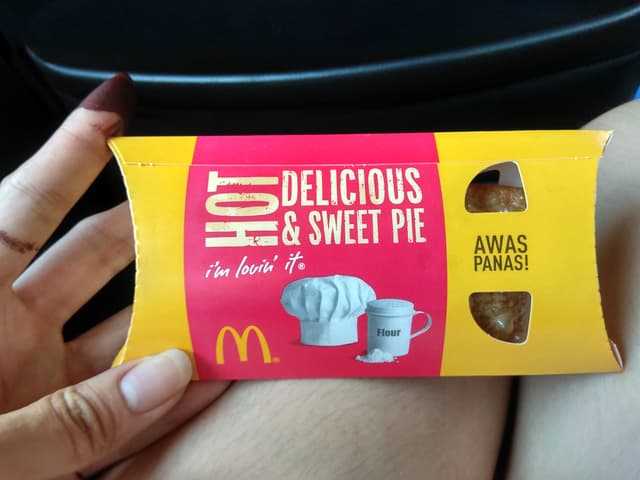 HOT
DELICIOUS
& SWEET PIE
i'm lovin' it®
Flour
M®
AWAS
PANAS!